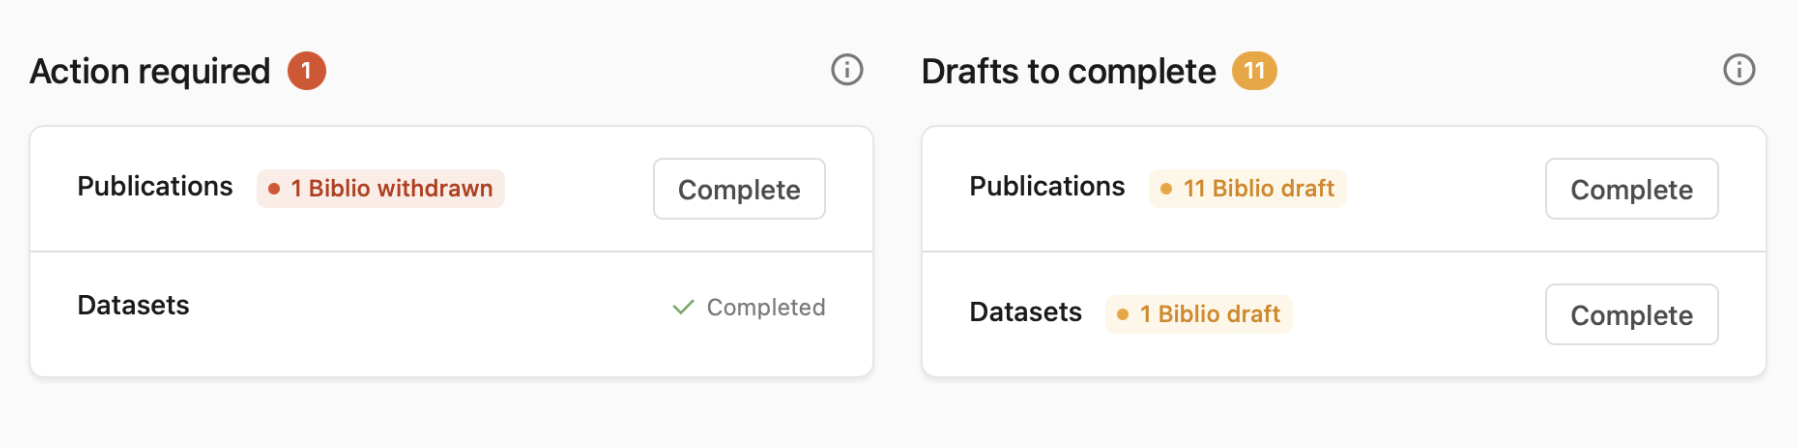 Action required 1
Publications 1 Biblio withdrawn Complete
Datasets Completed
Drafts to complete 11
Publications 11 Biblio draft Complete
Datasets 1 Biblio draft Complete